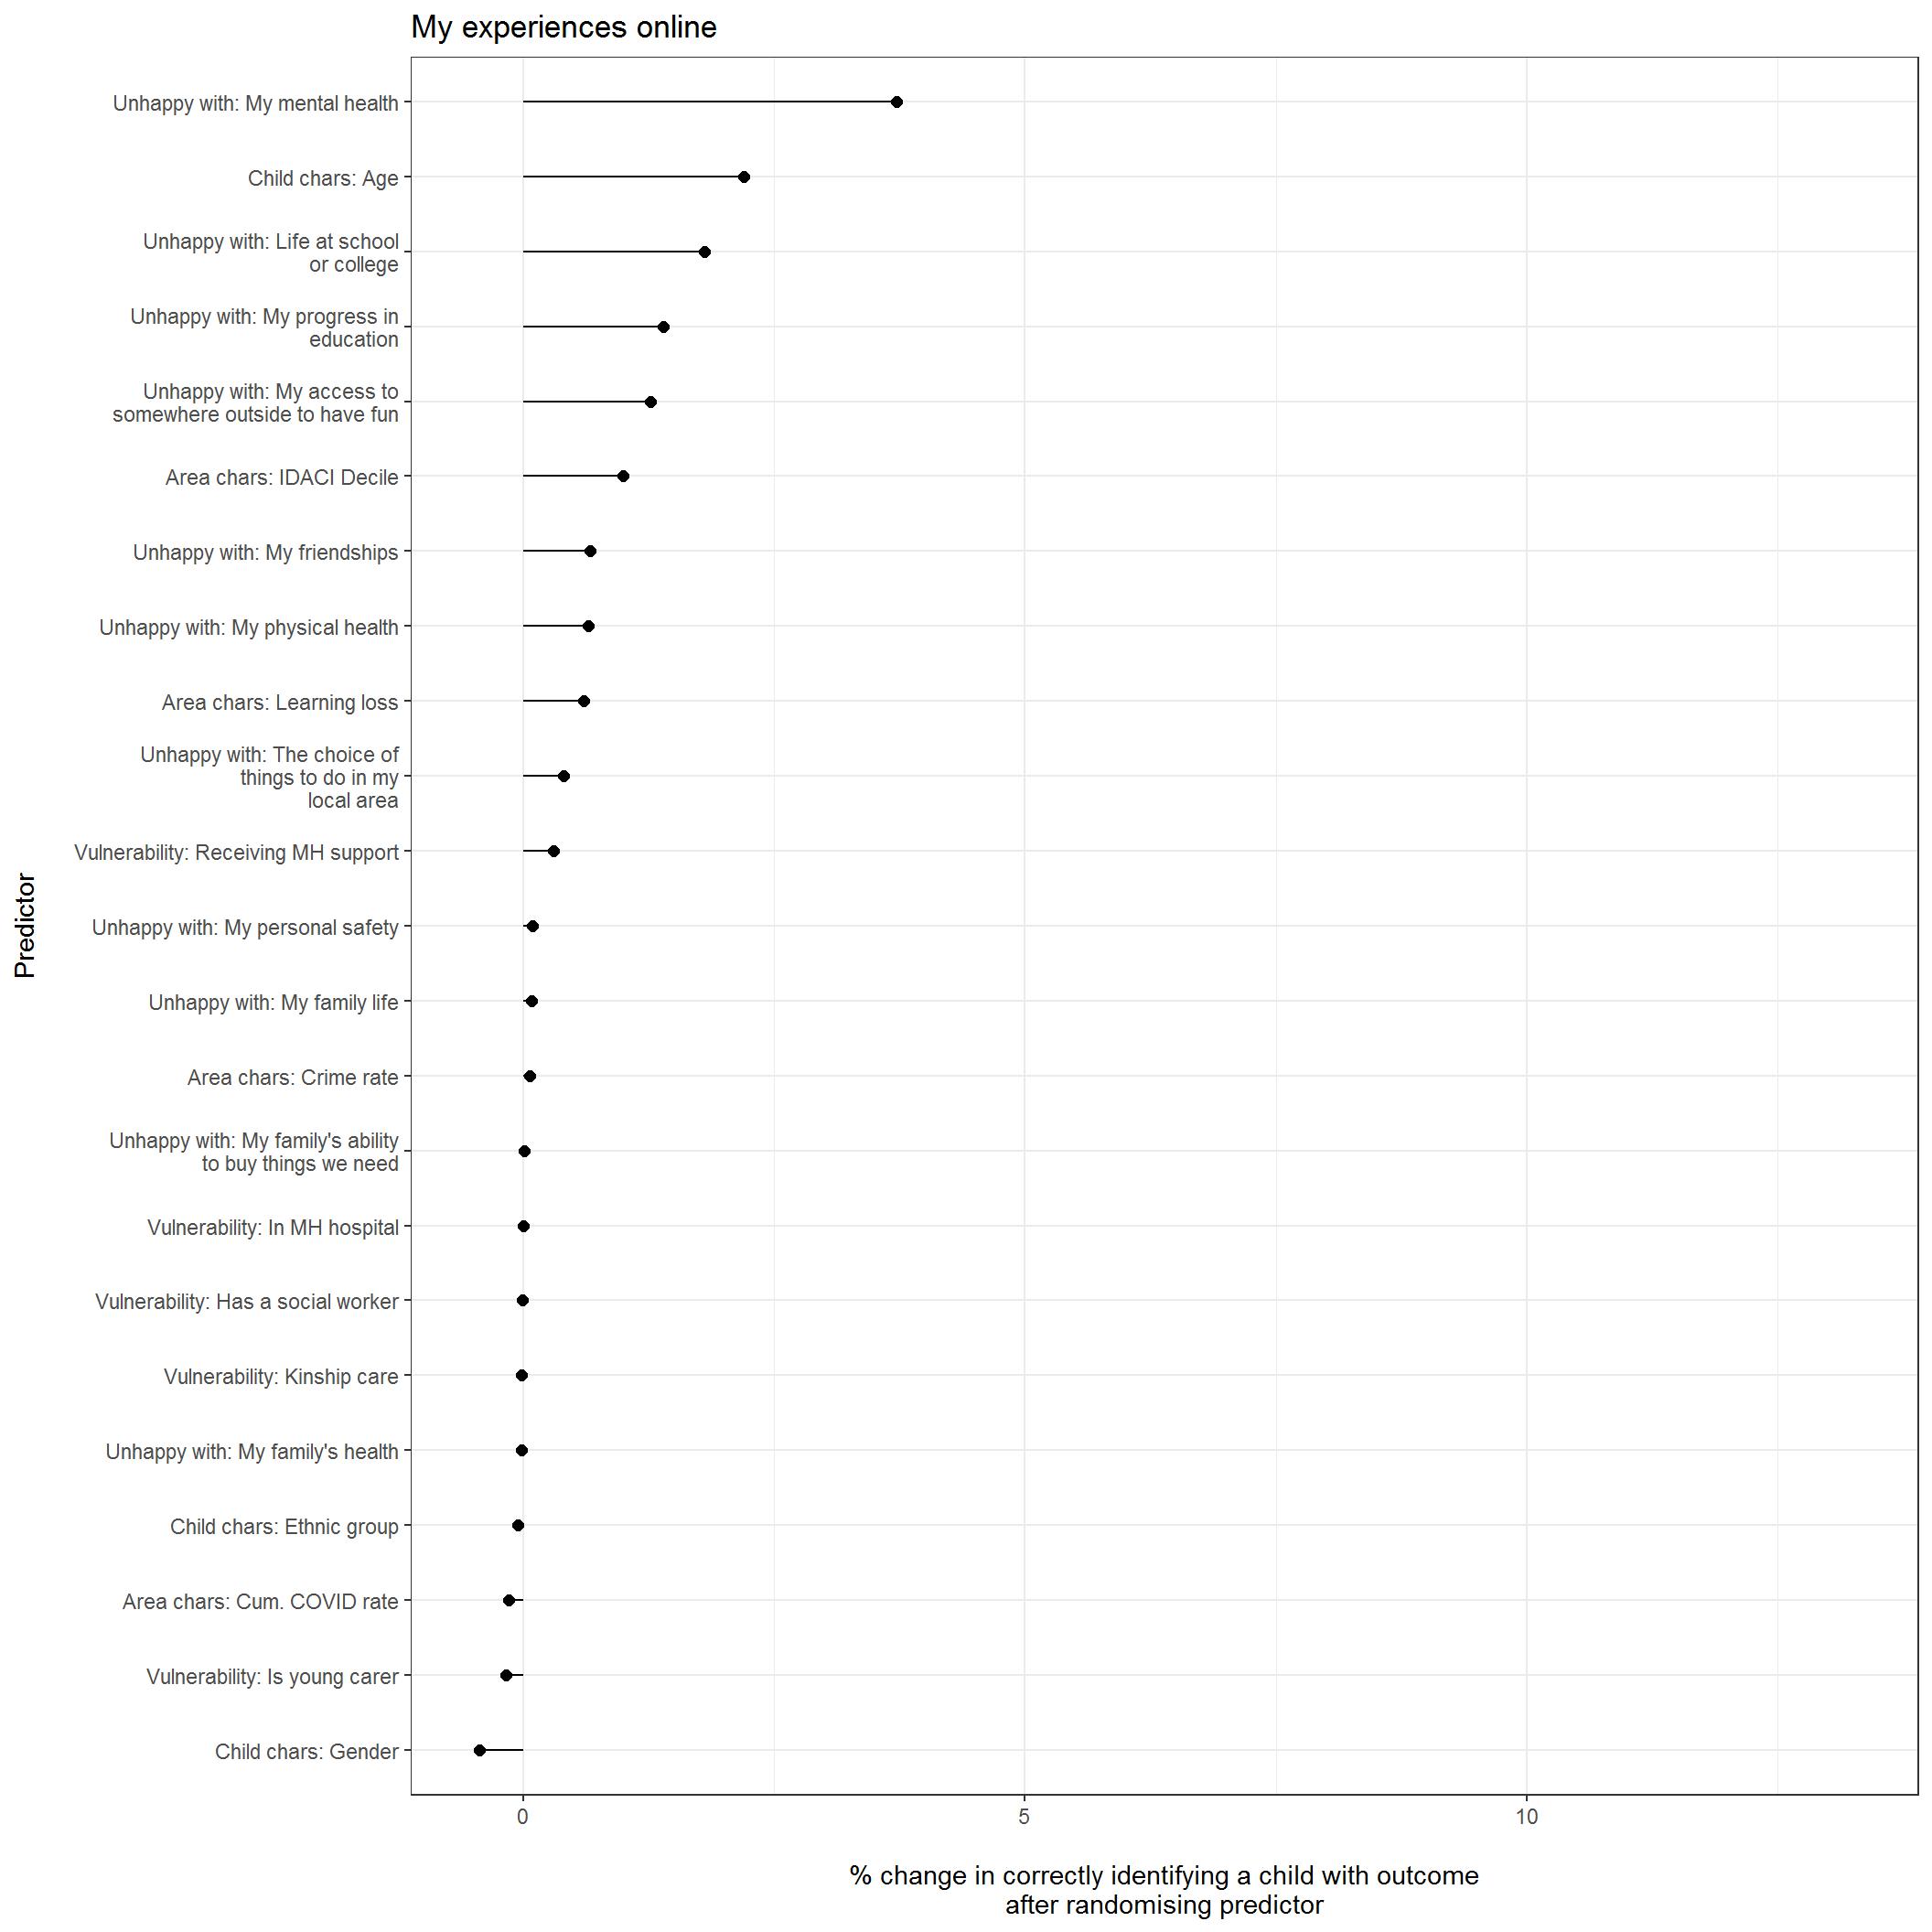 My experiences online
Unhappy with: My mental health
Child chars: Age
Unhappy with: Life at school
or college
Unhappy with: My progress in
education
Unhappy with: My access to
somewhere outside to have fun
Area chars: IDACI Decile
Unhappy with: My friendships
Unhappy with: My physical health
Area chars: Learning loss
Unhappy with: The choice of
things to do in my
local area
Vulnerability: Receiving MH support
Unhappy with: My personal safety
Unhappy with: My family life
Area chars: Crime rate
Unhappy with: My family's ability
to buy things we need
Vulnerability: In MH hospital
Vulnerability: Has a social worker
Vulnerability: Kinship care
Unhappy with: My family's health
Child chars: Ethnic group
Area chars: Cum. COVID rate
Vulnerability: Is young carer
Child chars: Gender
Predictor
0 5 10
% change in correctly identifying a child with outcome
after randomising predictor